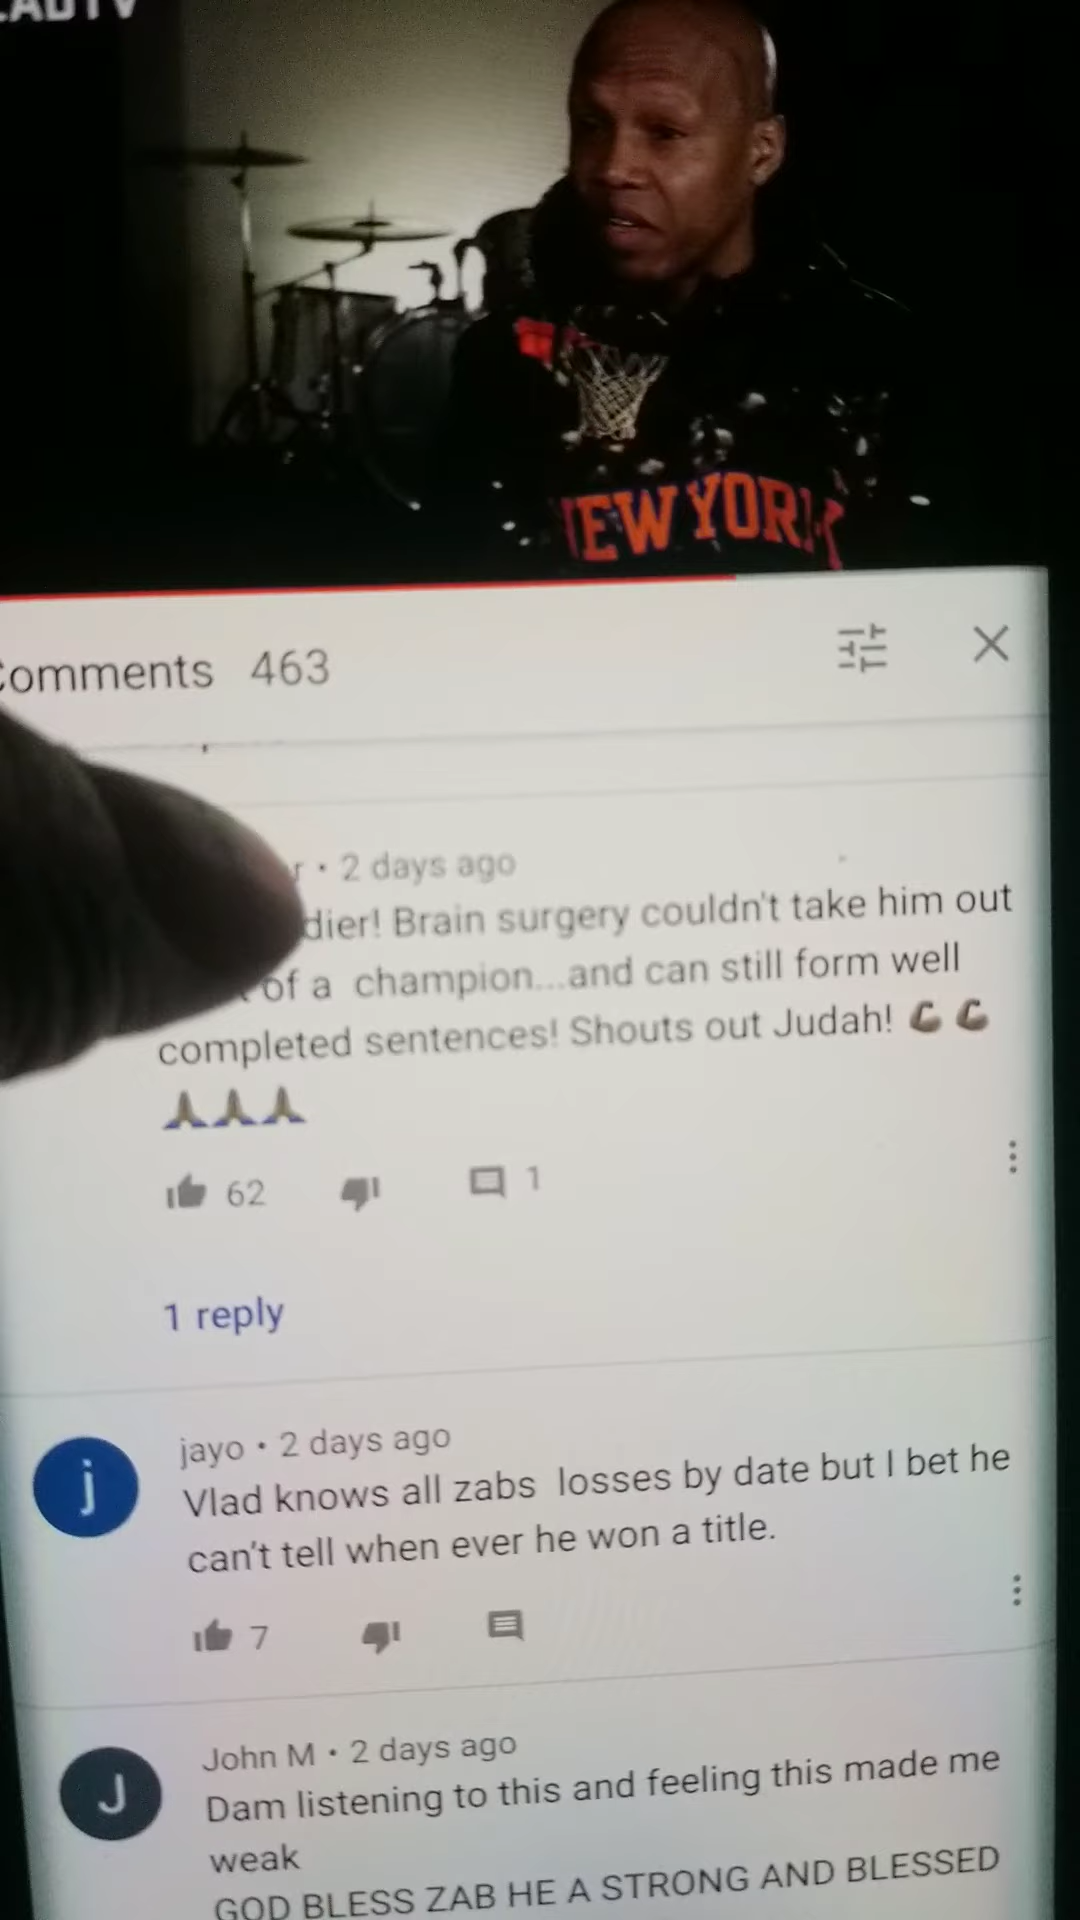 NEW YORK
Comments 463
2 days ago
Brain surgery couldn't take him out
of a champion...and can still form well
completed sentences! Shouts out Judah! 💪🏾💪🏾
🙏🏾🙏🏾🙏🏾
62 1
1 reply
j
jayo • 2 days ago
Vlad knows all zabs losses by date but I bet he
can't tell when ever he won a title.
7
J
John M • 2 days ago
Dam listening to this and feeling this made me
weak
GOD BLESS ZAB HE A STRONG AND BLESSED